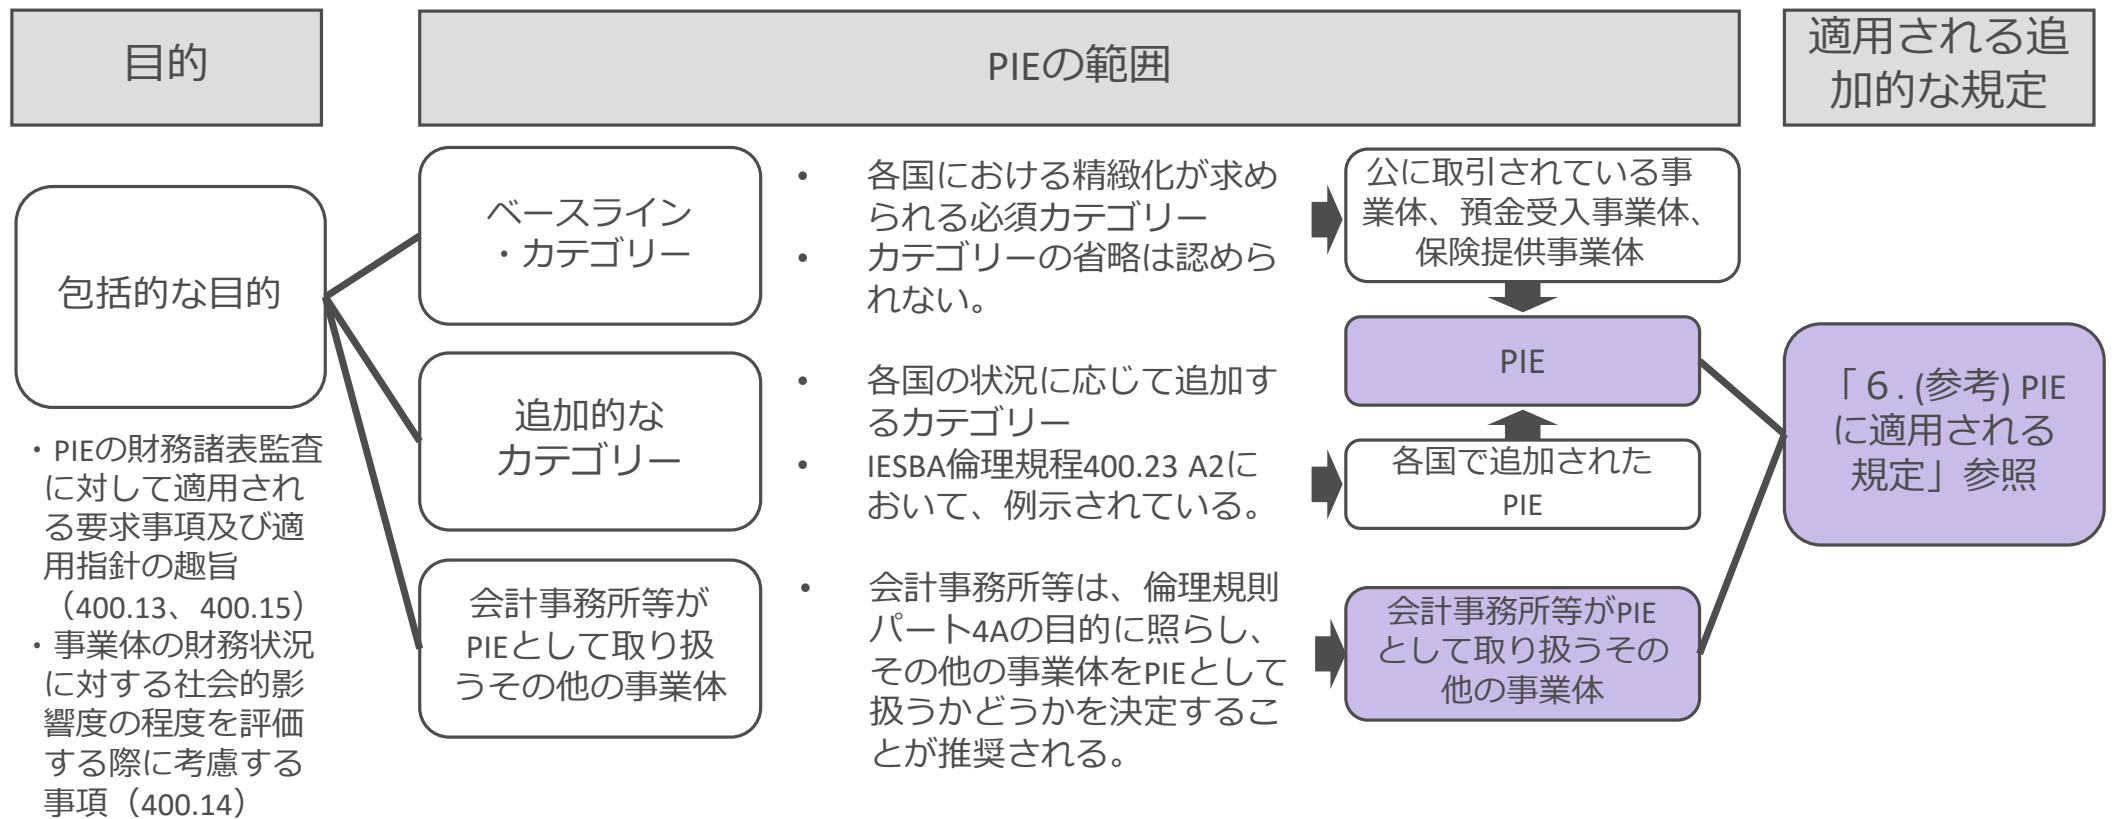 目的
PIEの範囲
適用される追
加的な規定
包括的な目的
・PIEの財務諸表監査
に対して適用され
る要求事項及び適
用指針の趣旨
（400.13、400.15）
・事業体の財務状況
に対する社会的影
響度の程度を評価
する際に考慮する
事項（400.14）
ベースライン
・カテゴリー
• 各国における精緻化が求め
られる必須カテゴリー
• カテゴリーの省略は認めら
れない。
公に取引されている事
業体、預金受入事業体、
保険提供事業体
PIE
追加的な
カテゴリー
• 各国の状況に応じて追加す
るカテゴリー
• IESBA倫理規程400.23 A2に
おいて、例示されている。
各国で追加された
PIE
会計事務所等が
PIEとして取り扱
うその他の事業体
• 会計事務所等は、倫理規則
パート4Aの目的に照らし、
その他の事業体をPIEとして
扱うかどうかを決定するこ
とが推奨される。
会計事務所等がPIE
として取り扱うその
他の事業体
「６. (参考) PIE
に適用される
規定」参照